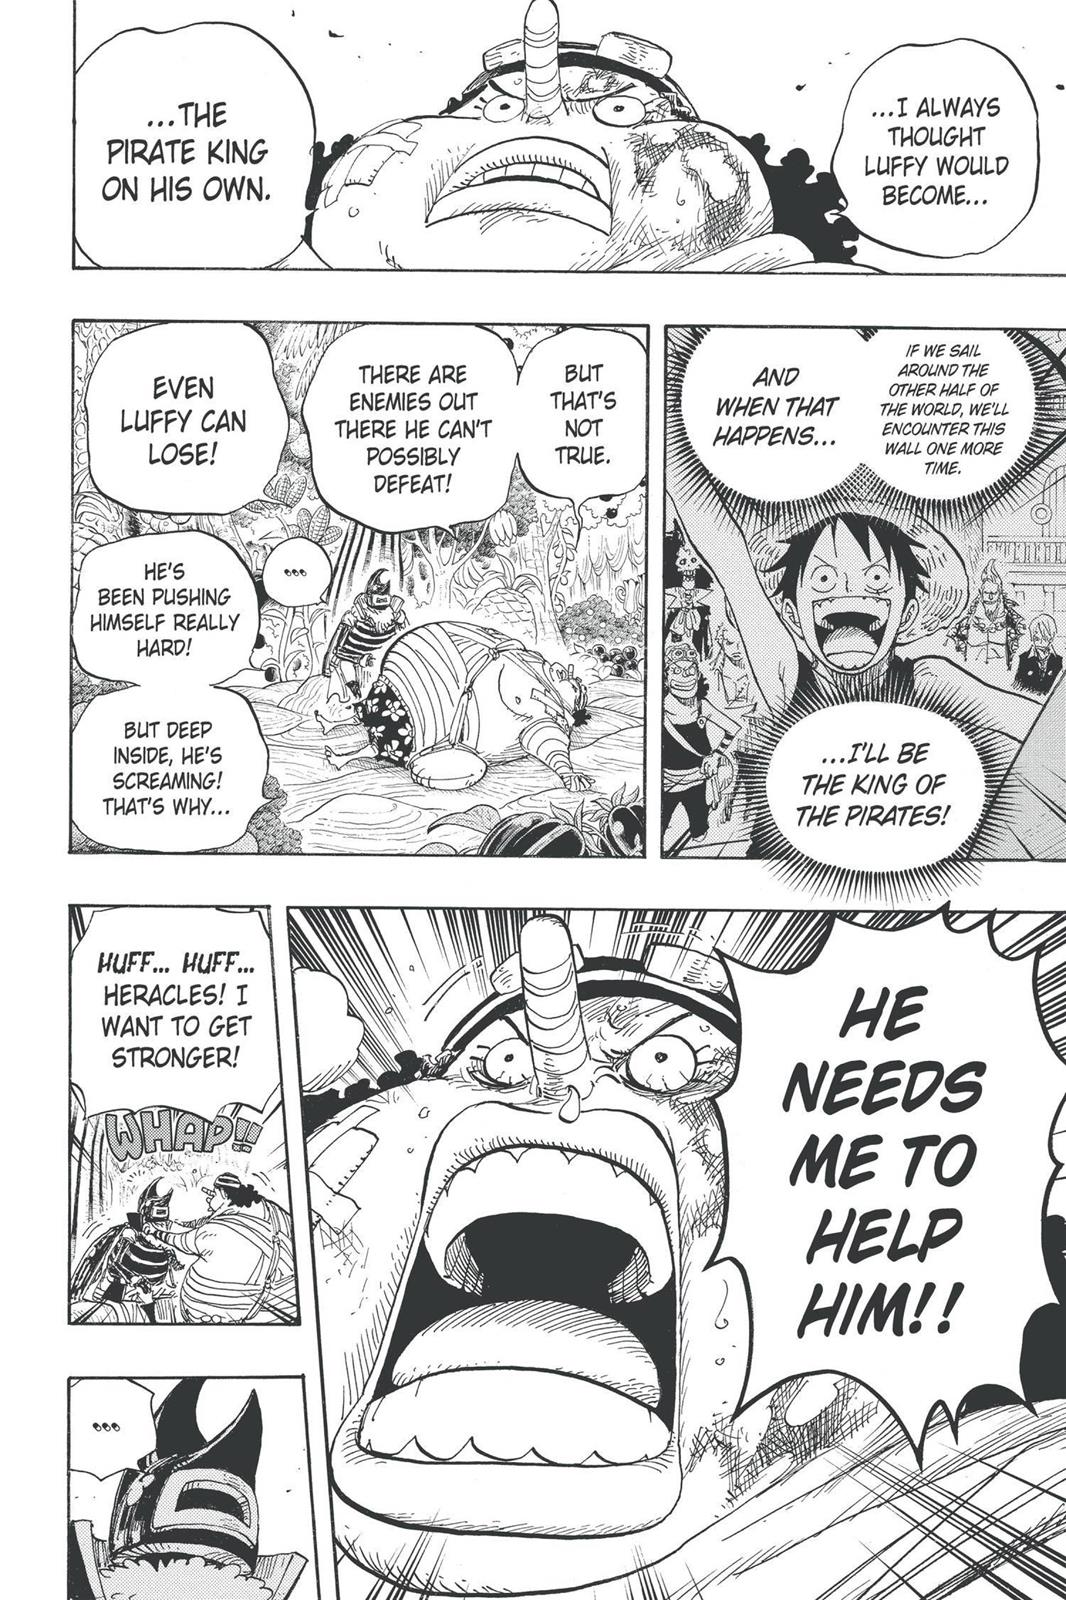 ...I ALWAYS
THOUGHT
LUFFY WOULD
BECOME...
...THE
PIRATE KING
ON HIS OWN.
IF WE SAIL
AROUND THE
OTHER HALF OF
THE WORLD, WE'LL
ENCOUNTER THIS
WALL ONE MORE
TIME.
AND
WHEN THAT
HAPPENS...
...I'LL BE
THE KING OF
THE PIRATES!
BUT
THAT'S
NOT
TRUE.
THERE ARE
ENEMIES OUT
THERE HE CAN'T
POSSIBLY
DEFEAT!
EVEN
LUFFY CAN
LOSE!
...
HE'S
BEEN PUSHING
HIMSELF REALLY
HARD!
BUT DEEP
INSIDE, HE'S
SCREAMING!
THAT'S WHY...
HE
NEEDS
ME TO
HELP
HIM!!
HUFF... HUFF...
HERACLES! I
WANT TO GET
STRONGER!
WHAP!!
...